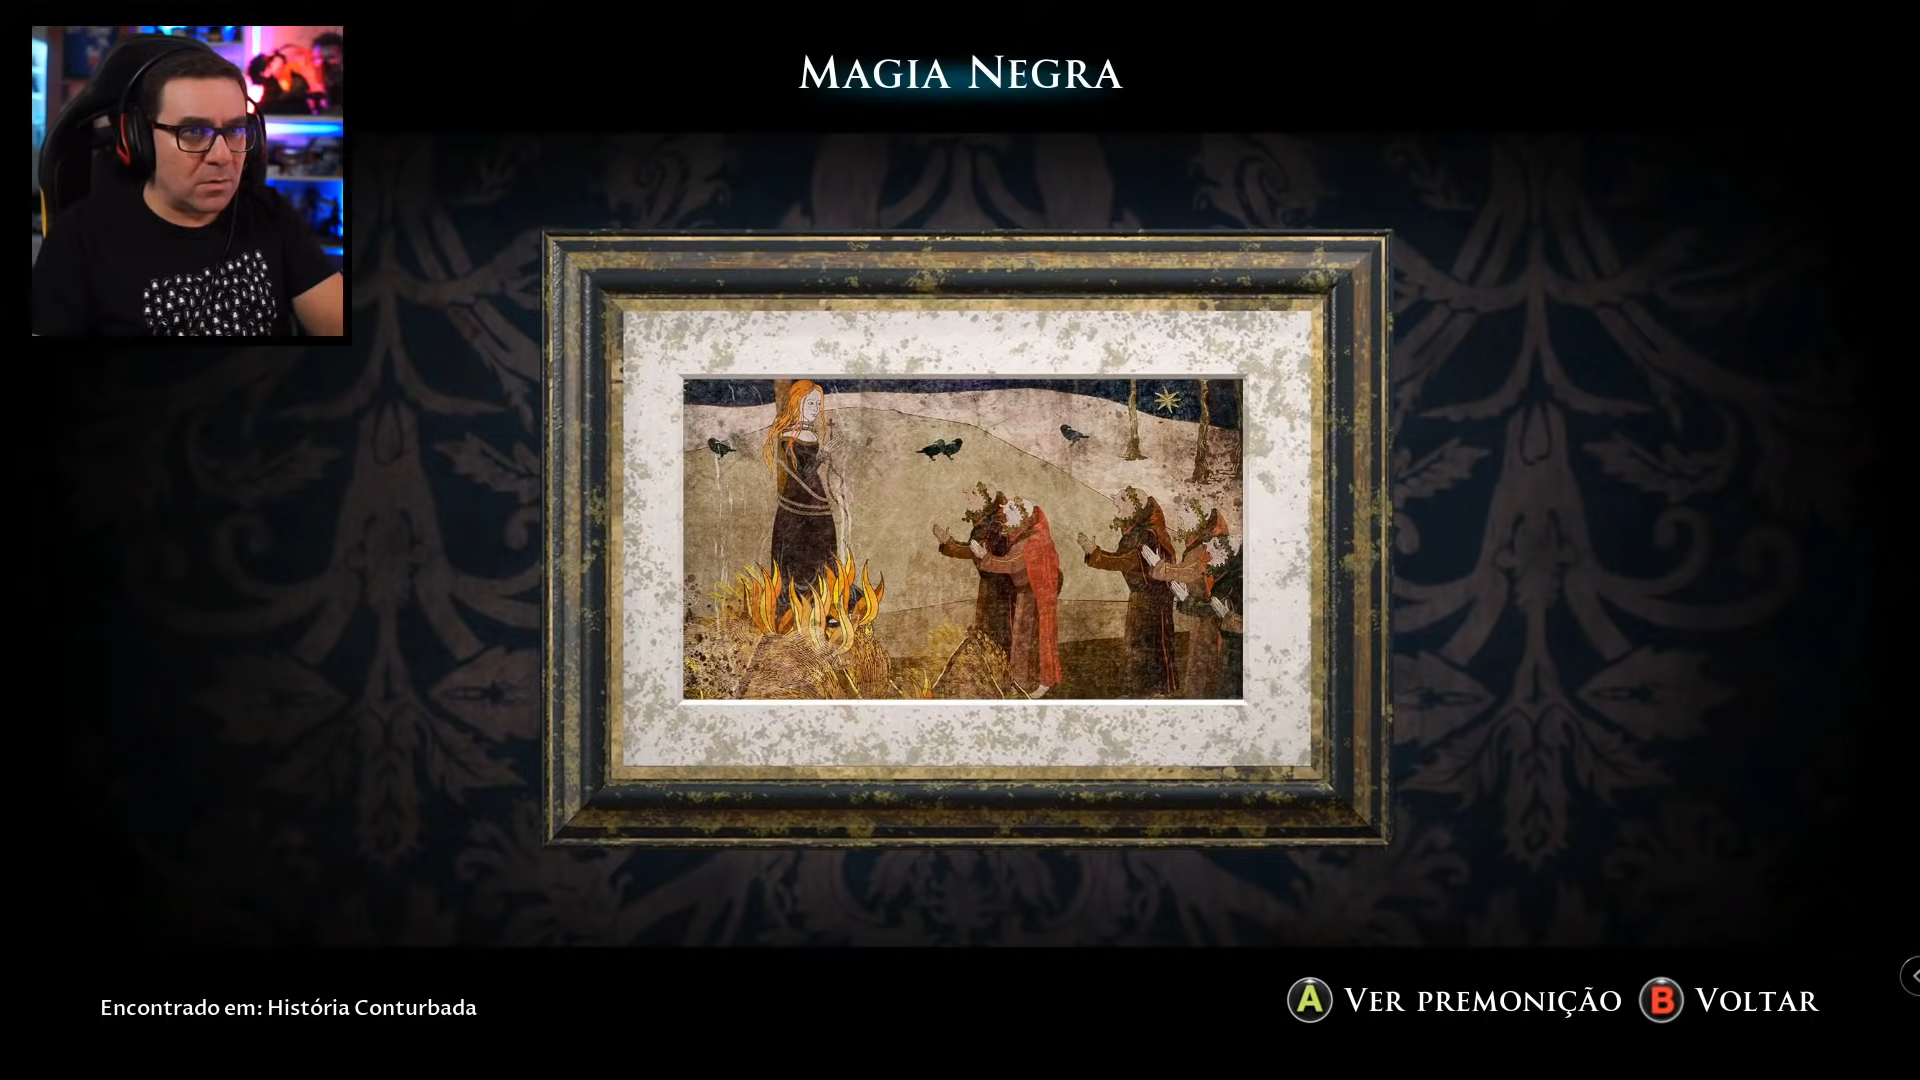 Magia Negra
Encontrado em: História Conturbada
A Ver premonição B Voltar